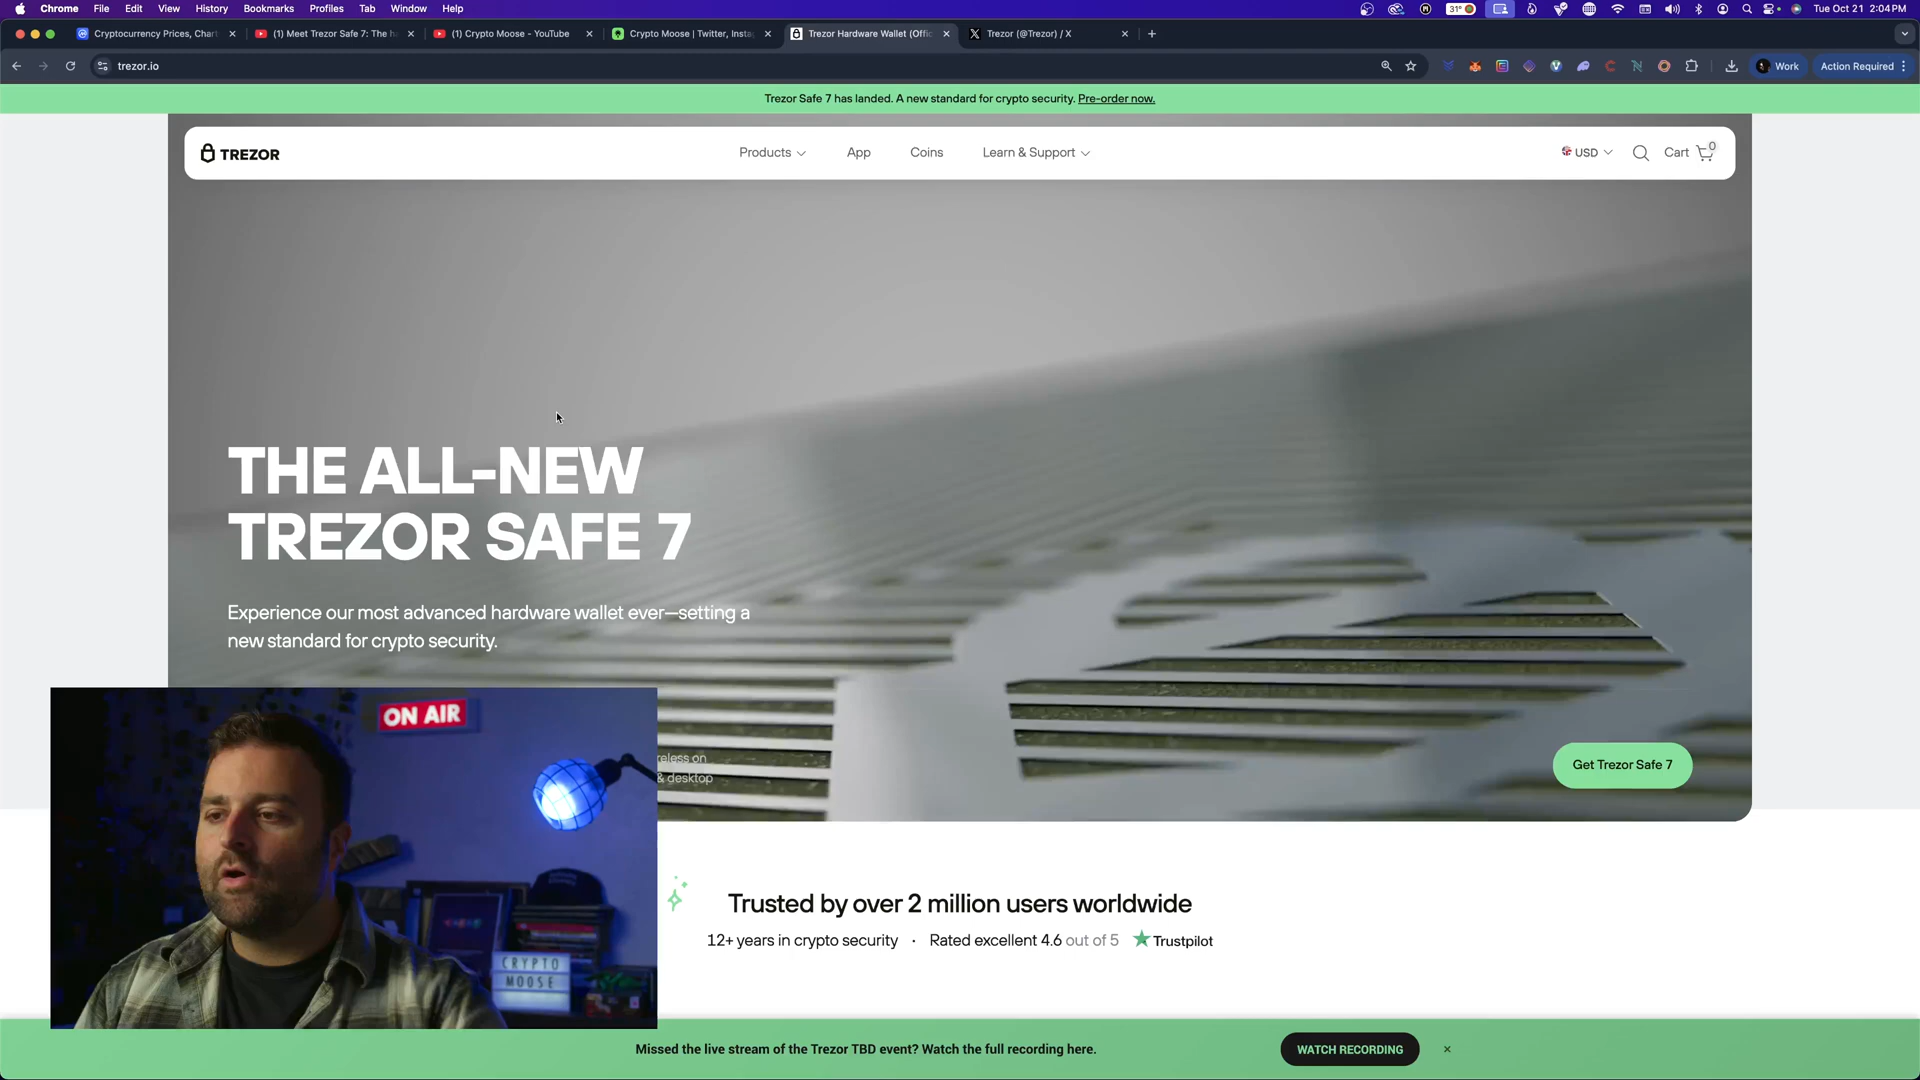 Chrome File Edit View History Bookmarks Profiles Tab Window Help
31° Tue Oct 21 2:04 PM
Cryptocurrency Prices, Chart
(1) Meet Trezor Safe 7: The h
(1) Crypto Moose - YouTube
Crypto Moose | Twitter, Insta
Trezor Hardware Wallet (Offic
Trezor (@Trezor) / X
trezor.io
Work
Action Required
Trezor Safe 7 has landed. A new standard for crypto security. Pre-order now.
TREZOR
Products
App
Coins
Learn & Support
USD
Cart 0
THE ALL-NEW
TREZOR SAFE 7
Experience our most advanced hardware wallet ever—setting a
new standard for crypto security.
reless on
& desktop
Get Trezor Safe 7
ON AIR
CRYPTO
MOOSE
Trusted by over 2 million users worldwide
12+ years in crypto security · Rated excellent 4.6 out of 5 Trustpilot
Missed the live stream of the Trezor TBD event? Watch the full recording here.
WATCH RECORDING